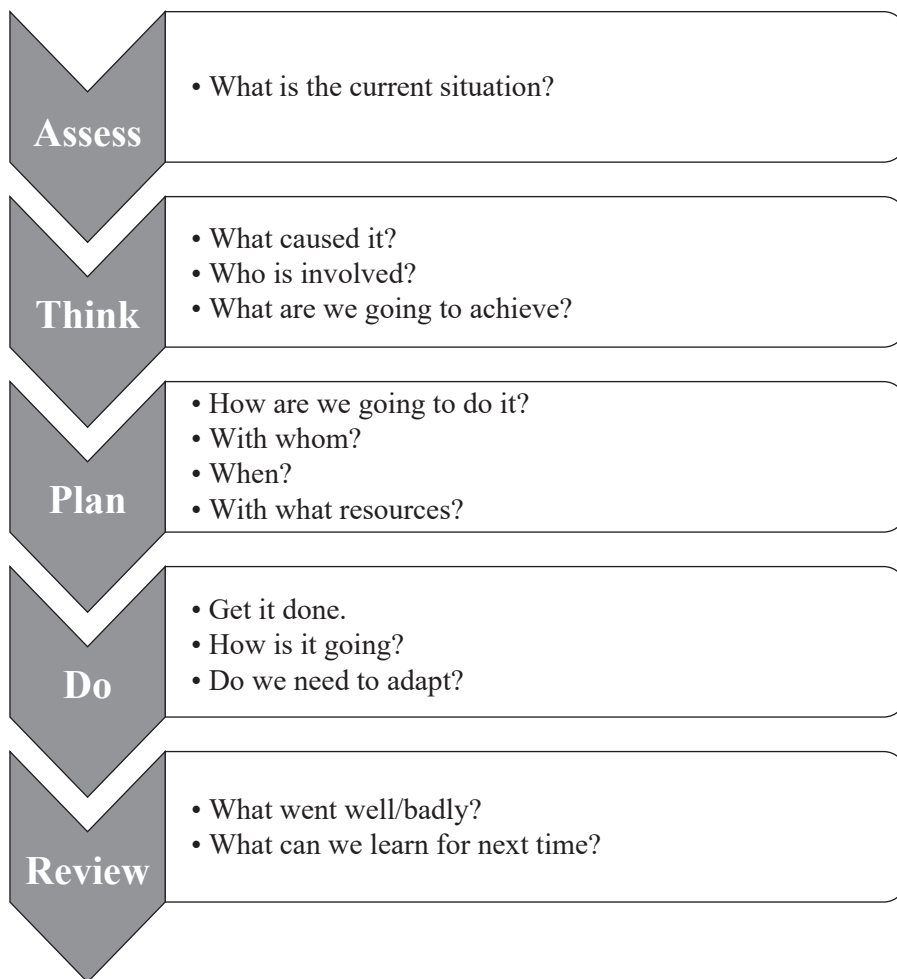 Assess
• What is the current situation?
Think
• What caused it?
• Who is involved?
• What are we going to achieve?
Plan
• How are we going to do it?
• With whom?
• When?
• With what resources?
Do
• Get it done.
• How is it going?
• Do we need to adapt?
Review
• What went well/badly?
• What can we learn for next time?